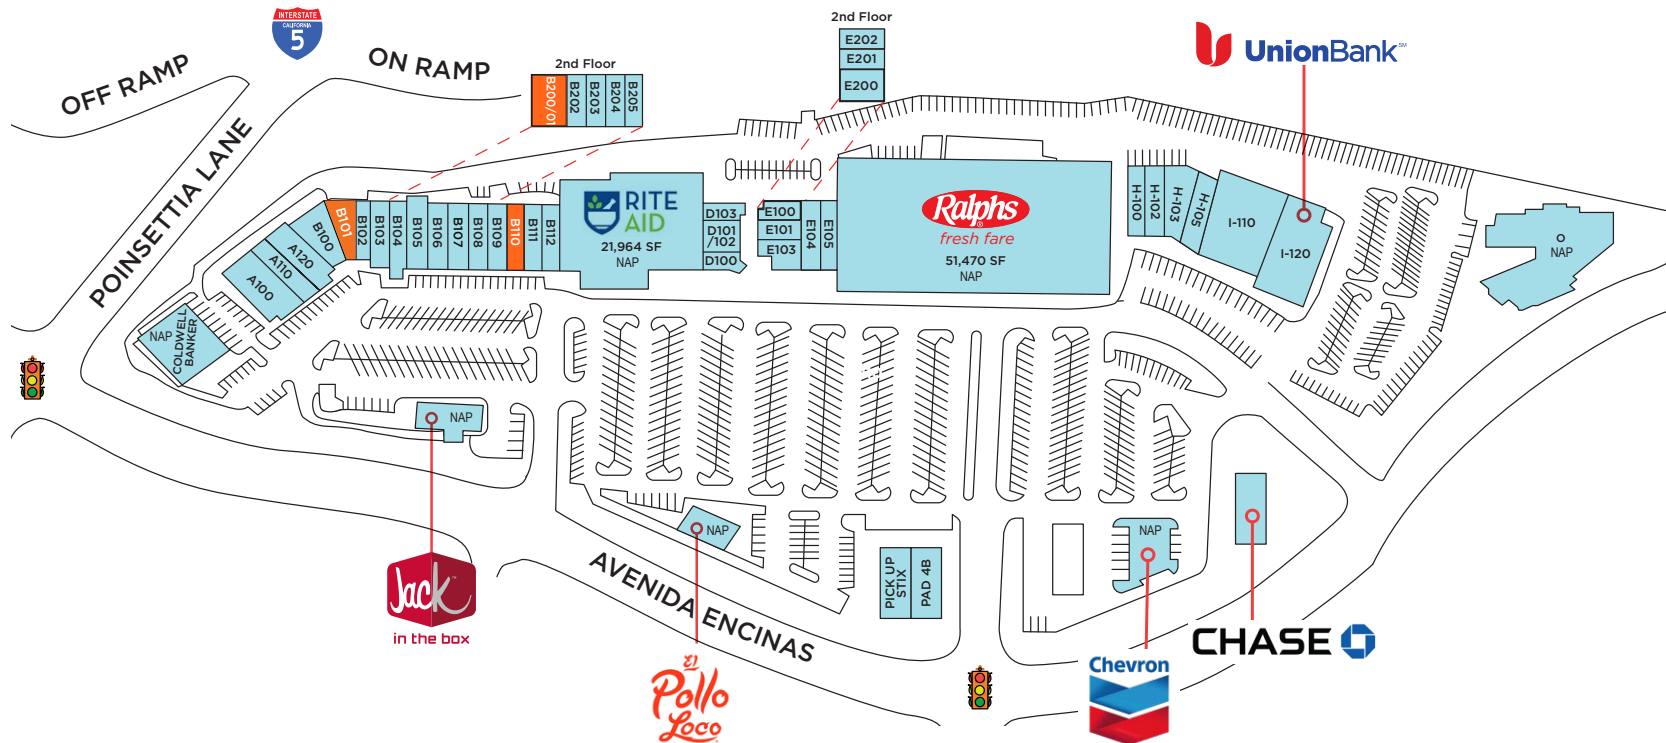 INTERSTATE
CALIFORNIA
5
OFF RAMP
ON RAMP
POINSETTIA LANE
2nd Floor
B200/01
B202
B203
B204
B205
2nd Floor
E202
E201
E200
UnionBank℠
A100
A110
A120
B100
B101
B102
B103
B104
B105
B106
B107
B108
B109
B110
B111
B112
RITE
AID
21,964 SF
NAP
D103
D101
/102
D100
E100
E101
E103
E104
E105
Ralphs®
fresh fare
51,470 SF
NAP
H-100
H-102
H-103
H-105
I-110
I-120
NAP
NAP
COLDWELL
BANKER
NAP
Jack™
in the box
NAP
El
Pollo
Loco
AVENIDA ENCINAS
PICK UP
STIX
PAD 4B
NAP
Chevron
CHASE